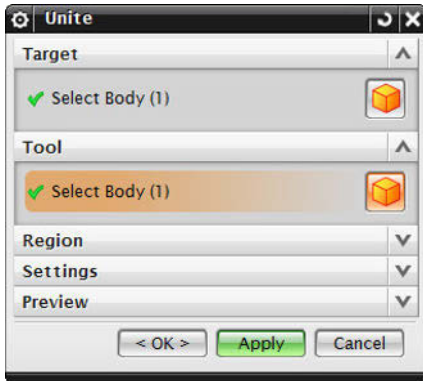 Unite
Target
Select Body (1)
Tool
Select Body (1)
Region
Settings
Preview
< OK > Apply Cancel